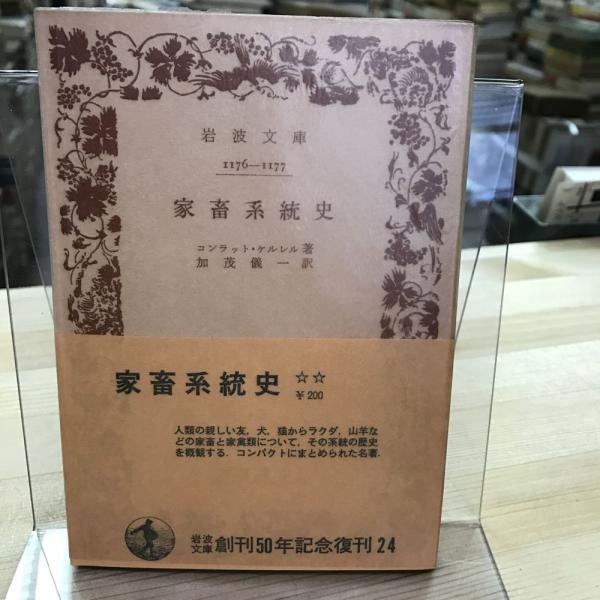 岩波文庫
1176—1177
家畜系統史
コンラット・ケルレル著
加茂儀一訳
家畜系統史 ☆☆
￥200
人類の親しい友，犬，猫からラクダ，山羊な
どの家畜と家禽類について，その系統の歴史
を概観する．コンパクトにまとめられた名著．
岩波文庫 創刊50年記念復刊 24